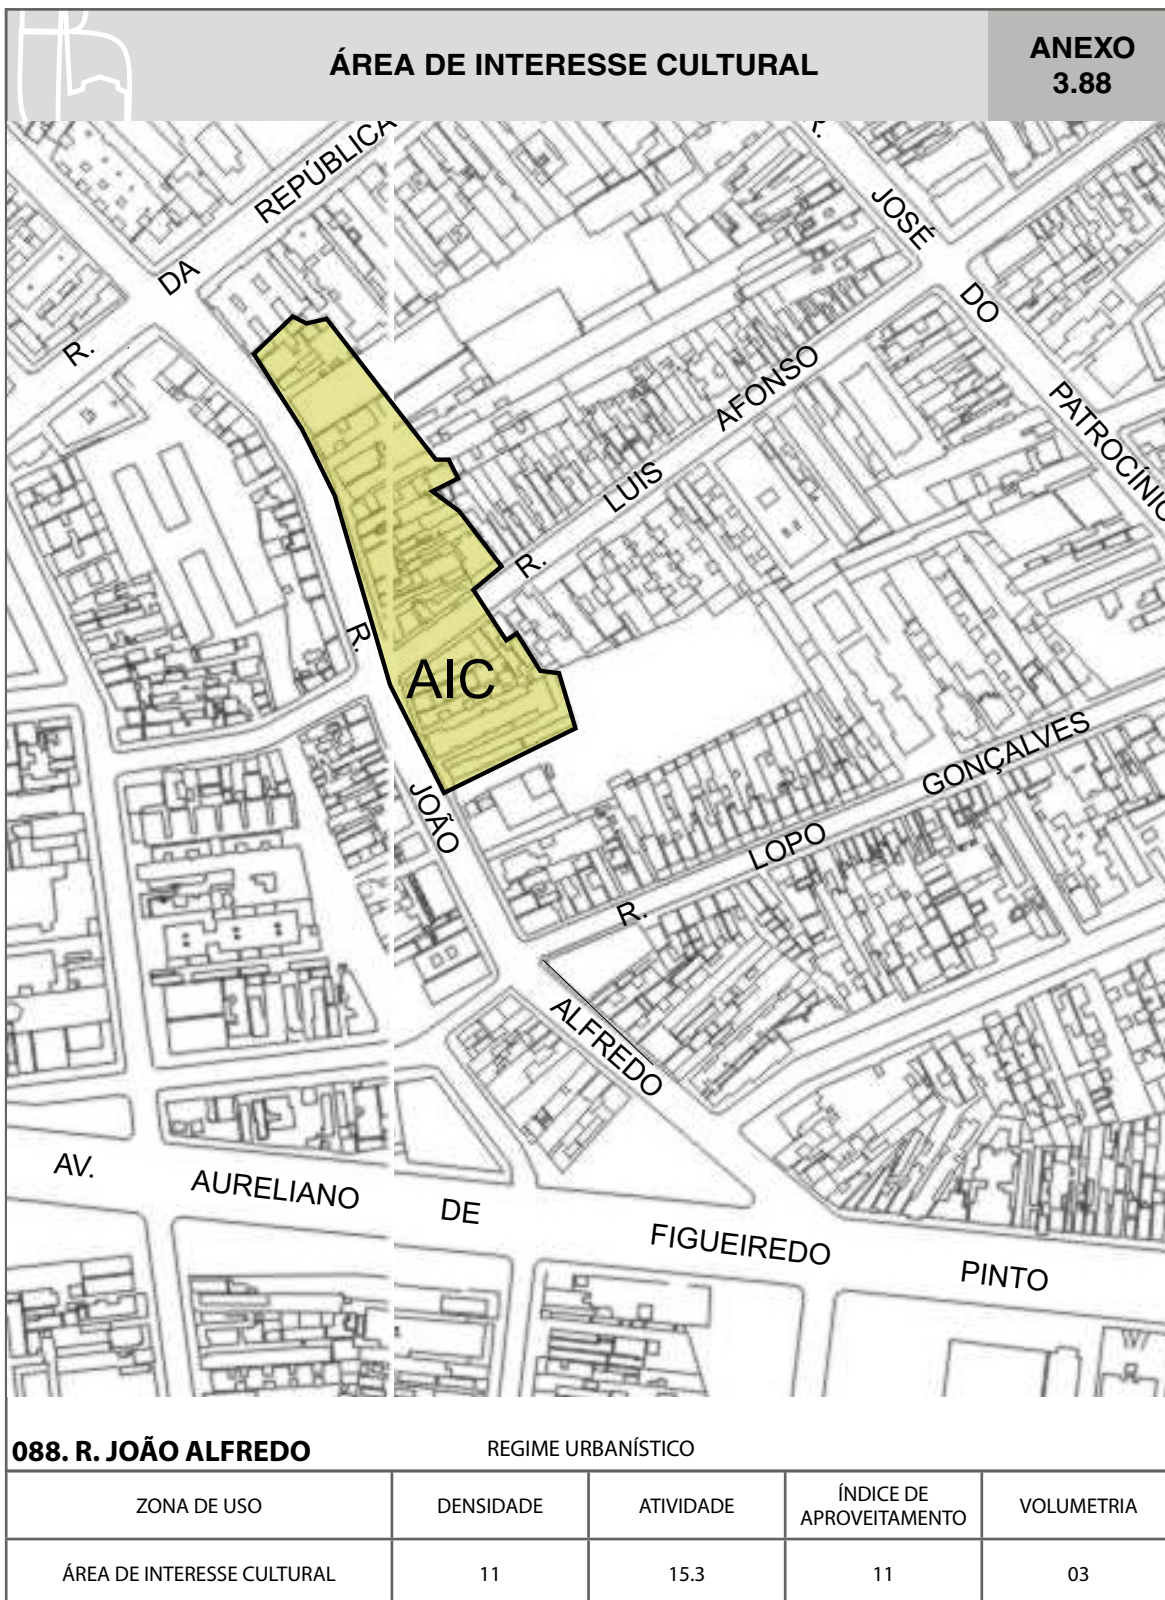 ÁREA DE INTERESSE CULTURAL
ANEXO
3.88
R. DA REPÚBLICA
R. JOSÉ DO PATROCÍNIO
R. LUIS AFONSO
AIC
R. JOÃO ALFREDO
R. LOPO GONÇALVES
AV. AURELIANO DE FIGUEIREDO PINTO
088. R. JOÃO ALFREDO
REGIME URBANÍSTICO
ZONA DE USO
DENSIDADE
ATIVIDADE
ÍNDICE DE
APROVEITAMENTO
VOLUMETRIA
ÁREA DE INTERESSE CULTURAL
11
15.3
11
03